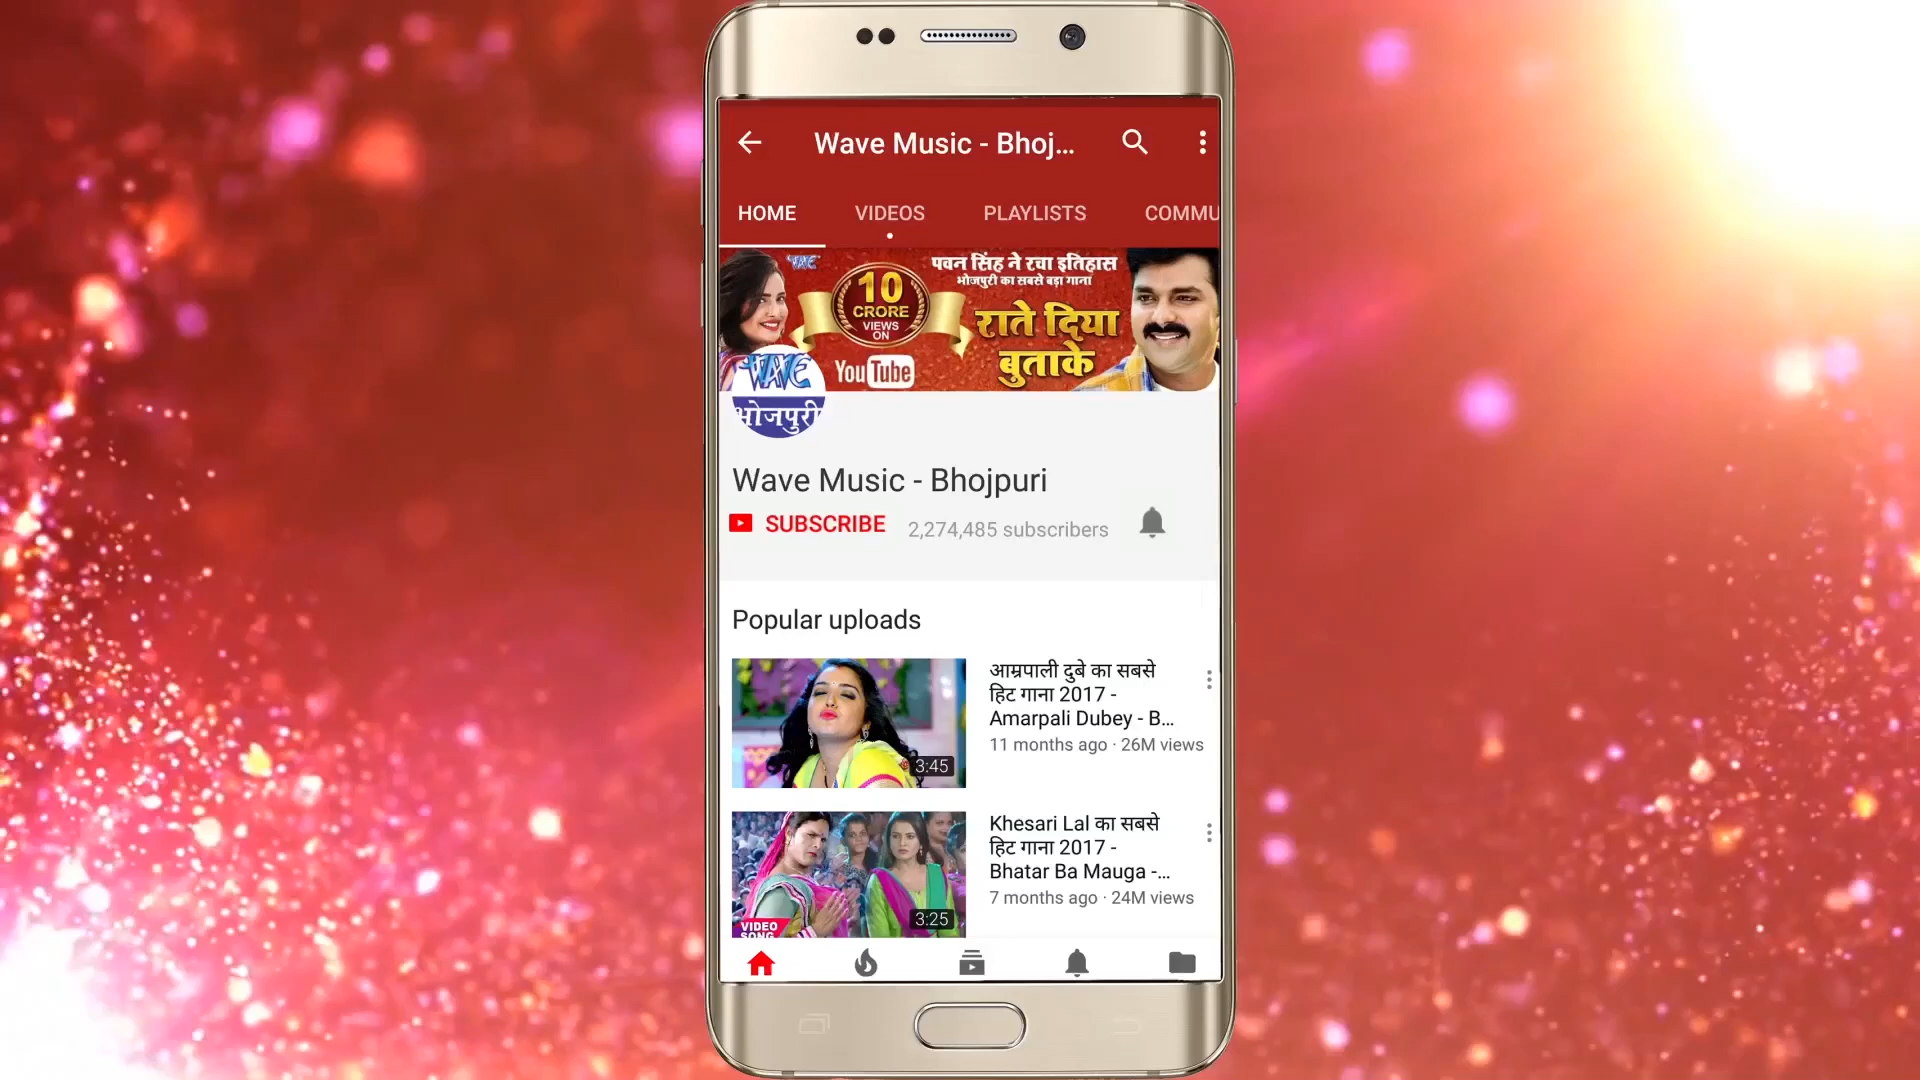 Wave Music - Bhoj...
HOME VIDEOS PLAYLISTS COMMU
WAVE
पवन सिंह ने रचा इतिहास
भोजपुरी का सबसे बड़ा गाना
10
CRORE
VIEWS
ON
YouTube
राते दिया
बुताके
WAVE
भोजपुरी
Wave Music - Bhojpuri
SUBSCRIBE 2,274,485 subscribers
Popular uploads
आम्रपाली दुबे का सबसे
हिट गाना 2017 -
Amarpali Dubey - B...
11 months ago · 26M views
3:45
Khesari Lal का सबसे
हिट गाना 2017 -
Bhatar Ba Mauga -...
7 months ago · 24M views
VIDEO
SONG
3:25